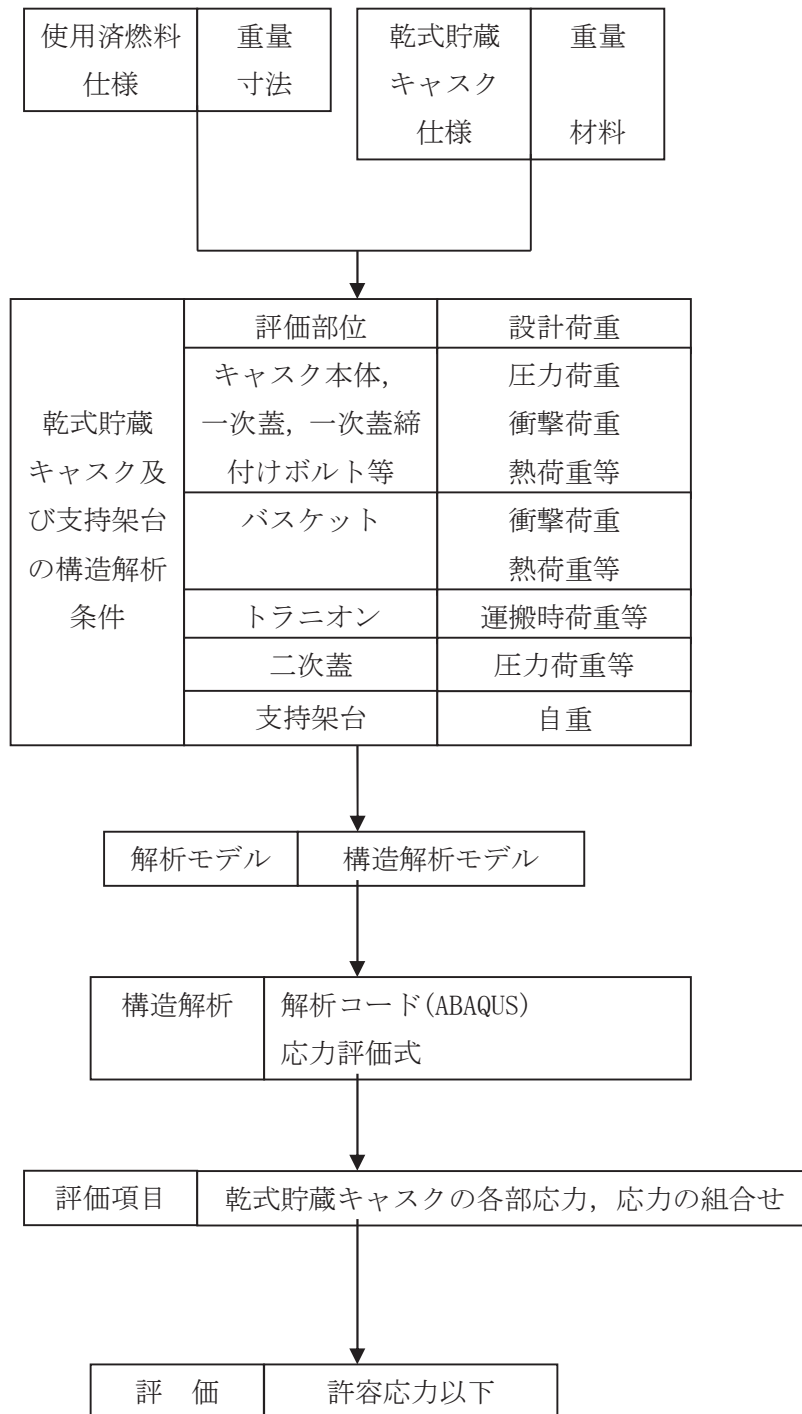 使用済燃料
仕様
重量
寸法
乾式貯蔵
キャスク
仕様
重量
材料
乾式貯蔵
キャスク及
び支持架台
の構造解析
条件
評価部位
設計荷重
キャスク本体,
一次蓋, 一次蓋締
付けボルト等
圧力荷重
衝撃荷重
熱荷重等
バスケット
衝撃荷重
熱荷重等
トラニオン
運搬時荷重等
二次蓋
圧力荷重等
支持架台
自重
解析モデル
構造解析モデル
構造解析
解析コード(ABAQUS)
応力評価式
評価項目
乾式貯蔵キャスクの各部応力, 応力の組合せ
評　価
許容応力以下